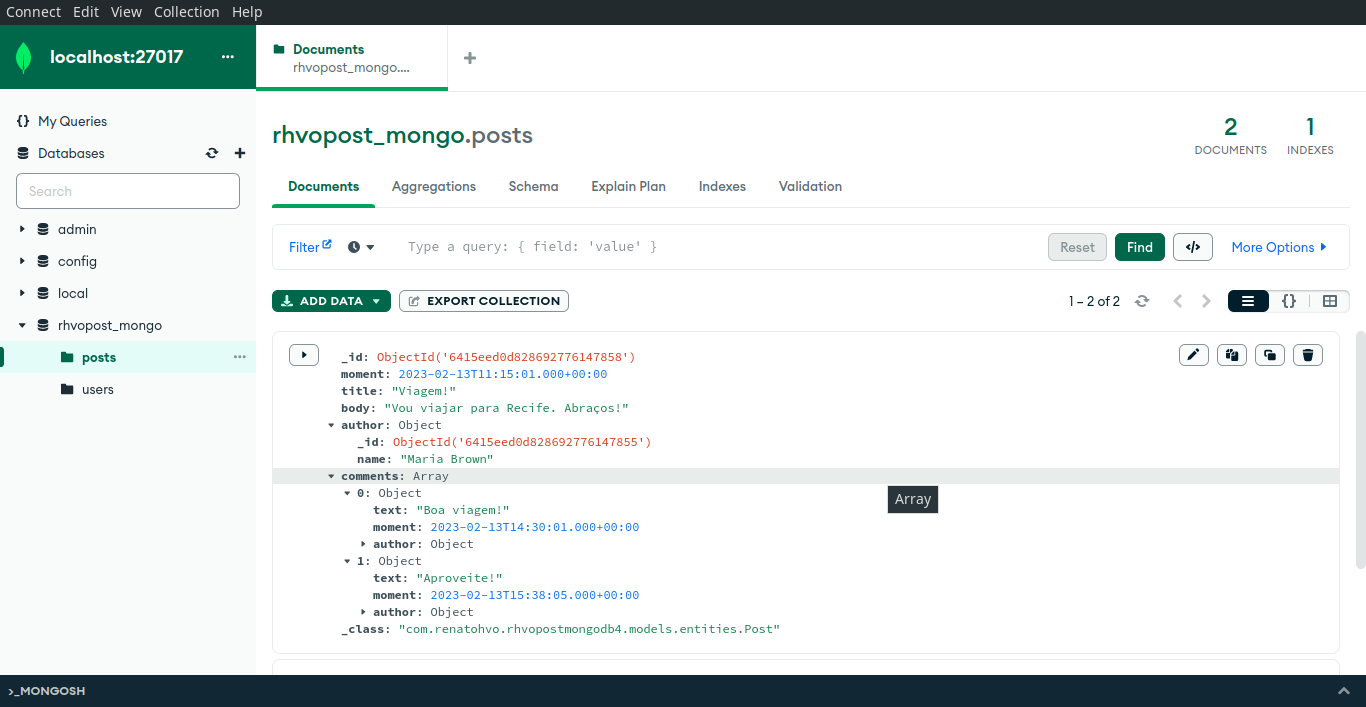 Connect Edit View Collection Help
localhost:27017
Documents
rhvopost_mongo....
My Queries
Databases
Search
admin
config
local
rhvopost_mongo
posts
users
rhvopost_mongo.posts
2
DOCUMENTS
1
INDEXES
Documents Aggregations Schema Explain Plan Indexes Validation
Filter Type a query: { field: 'value' } Reset Find </> More Options
ADD DATA EXPORT COLLECTION 1 – 2 of 2 {}
_id: ObjectId('6415eed0d828692776147858')
moment: 2023-02-13T11:15:01.000+00:00
title: "Viagem!"
body: "Vou viajar para Recife. Abraços!"
author: Object
_id: ObjectId('6415eed0d828692776147855')
name: "Maria Brown"
comments: Array
0: Object
Array
text: "Boa viagem!"
moment: 2023-02-13T14:30:01.000+00:00
author: Object
1: Object
text: "Aproveite!"
moment: 2023-02-13T15:38:05.000+00:00
author: Object
_class: "com.renatohvo.rhvopostmongodb4.models.entities.Post"
>_MONGOSH